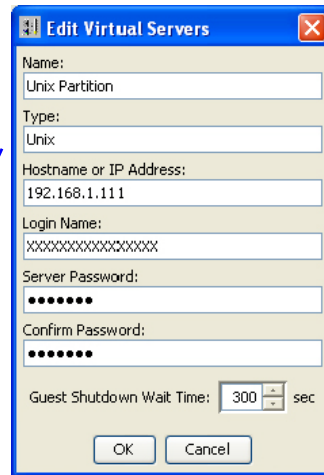 Edit Virtual Servers
Name:
Unix Partition
Type:
Unix
Hostname or IP Address:
192.168.1.111
Login Name:
XXXXXXXXXXXXXXXX
Server Password:
●●●●●●●
Confirm Password:
●●●●●●●
Guest Shutdown Wait Time: 300 sec
OK Cancel